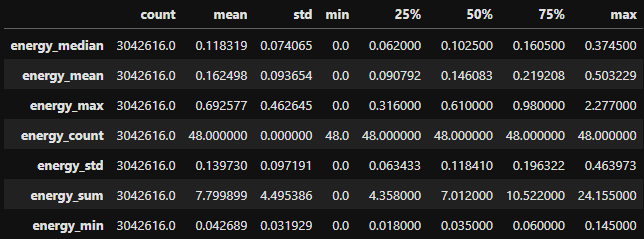 count mean std min 25% 50% 75% max
energy_median 3042616.0 0.118319 0.074065 0.0 0.062000 0.102500 0.160500 0.374500
energy_mean 3042616.0 0.162498 0.093654 0.0 0.090792 0.146083 0.219208 0.503229
energy_max 3042616.0 0.692577 0.462645 0.0 0.316000 0.610000 0.980000 2.277000
energy_count 3042616.0 48.000000 0.000000 48.0 48.000000 48.000000 48.000000 48.000000
energy_std 3042616.0 0.139730 0.097191 0.0 0.063433 0.118410 0.196322 0.463973
energy_sum 3042616.0 7.799899 4.495386 0.0 4.358000 7.012000 10.522000 24.155000
energy_min 3042616.0 0.042689 0.031929 0.0 0.018000 0.035000 0.060000 0.145000